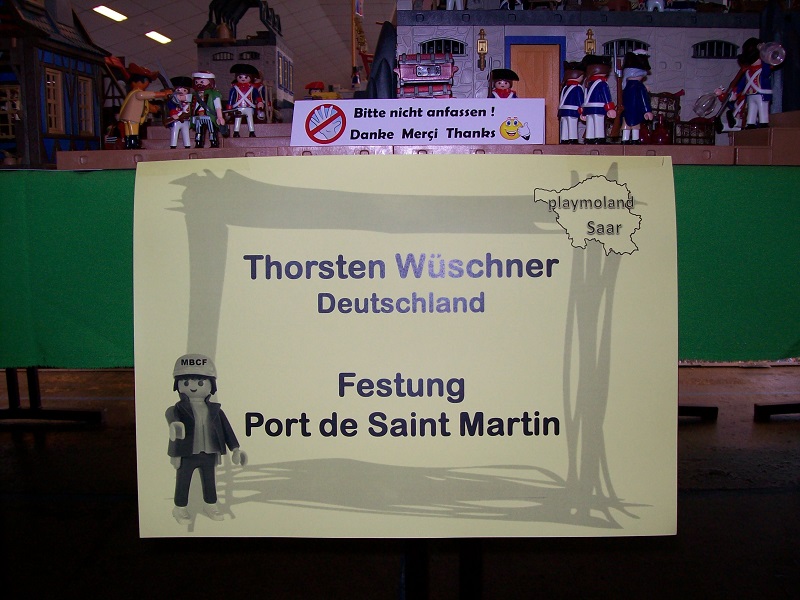 Bitte nicht anfassen !
Danke Merçi Thanks
playmoland
Saar
Thorsten Wüschner
Deutschland
MBCF
Festung
Port de Saint Martin